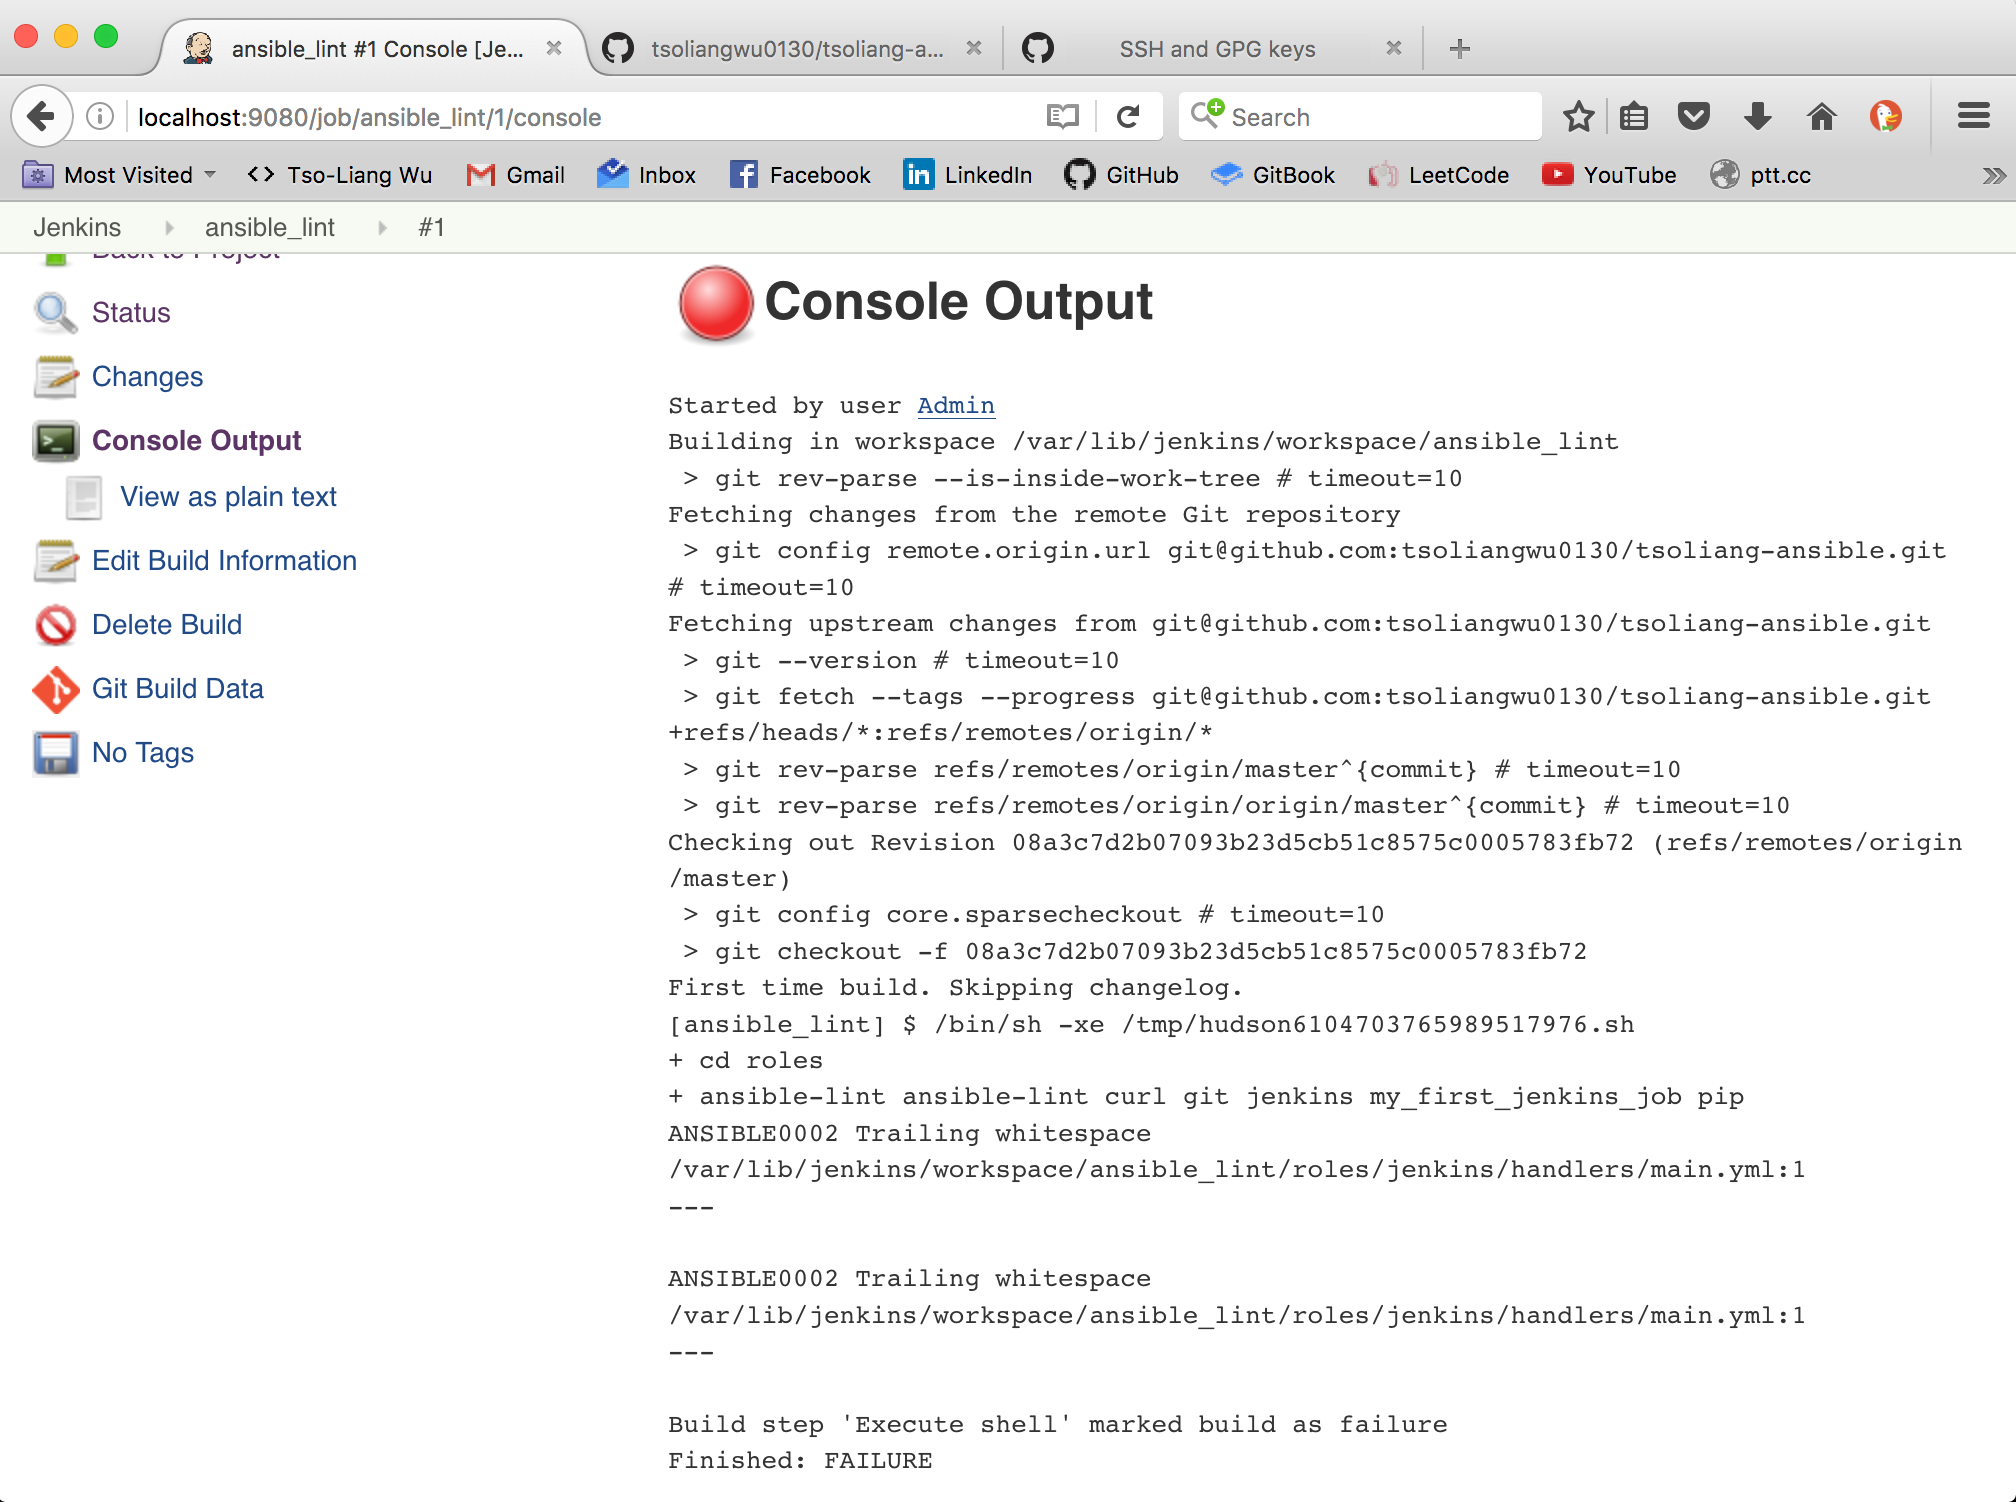 ansible_lint #1 Console [Je...
tsoliangwu0130/tsoliang-a...
SSH and GPG keys
localhost:9080/job/ansible_lint/1/console
Search
Most Visited
Tso-Liang Wu
Gmail
Inbox
Facebook
LinkedIn
GitHub
GitBook
LeetCode
YouTube
ptt.cc
Jenkins
ansible_lint
#1
Back to Project
Status
Changes
Console Output
View as plain text
Edit Build Information
Delete Build
Git Build Data
No Tags
Console Output
Started by user Admin
Building in workspace /var/lib/jenkins/workspace/ansible_lint
 > git rev-parse --is-inside-work-tree # timeout=10
Fetching changes from the remote Git repository
 > git config remote.origin.url git@github.com:tsoliangwu0130/tsoliang-ansible.git
# timeout=10
Fetching upstream changes from git@github.com:tsoliangwu0130/tsoliang-ansible.git
 > git --version # timeout=10
 > git fetch --tags --progress git@github.com:tsoliangwu0130/tsoliang-ansible.git
+refs/heads/*:refs/remotes/origin/*
 > git rev-parse refs/remotes/origin/master^{commit} # timeout=10
 > git rev-parse refs/remotes/origin/origin/master^{commit} # timeout=10
Checking out Revision 08a3c7d2b07093b23d5cb51c8575c0005783fb72 (refs/remotes/origin
/master)
 > git config core.sparsecheckout # timeout=10
 > git checkout -f 08a3c7d2b07093b23d5cb51c8575c0005783fb72
First time build. Skipping changelog.
[ansible_lint] $ /bin/sh -xe /tmp/hudson6104703765989517976.sh
+ cd roles
+ ansible-lint ansible-lint curl git jenkins my_first_jenkins_job pip
ANSIBLE0002 Trailing whitespace
/var/lib/jenkins/workspace/ansible_lint/roles/jenkins/handlers/main.yml:1
---
ANSIBLE0002 Trailing whitespace
/var/lib/jenkins/workspace/ansible_lint/roles/jenkins/handlers/main.yml:1
---
Build step 'Execute shell' marked build as failure
Finished: FAILURE